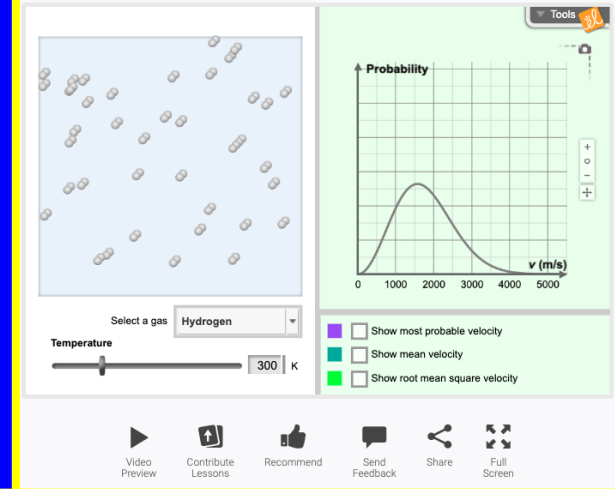 Tools
Probability
v (m/s)
0 1000 2000 3000 4000 5000
Select a gas Hydrogen
Temperature
300 K
Show most probable velocity
Show mean velocity
Show root mean square velocity
Video Preview
Contribute Lessons
Recommend
Send Feedback
Share
Full Screen